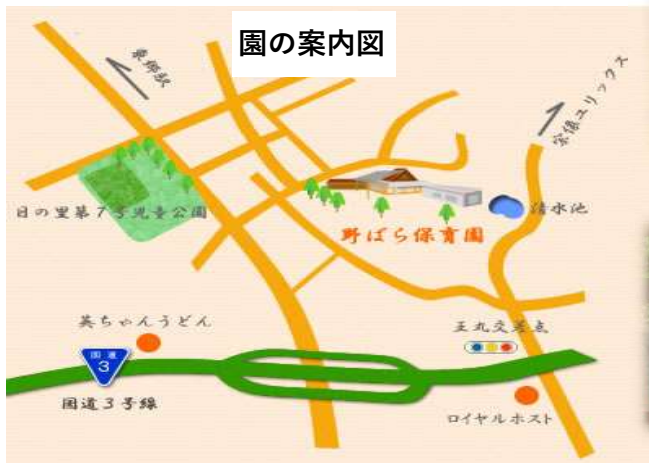 園の案内図
東郷駅
宗像ユリックス
日の里第7号児童公園
清水池
野ばら保育園
英ちゃんうどん
王丸交差点
国道
3
国道3号線
ロイヤルホスト